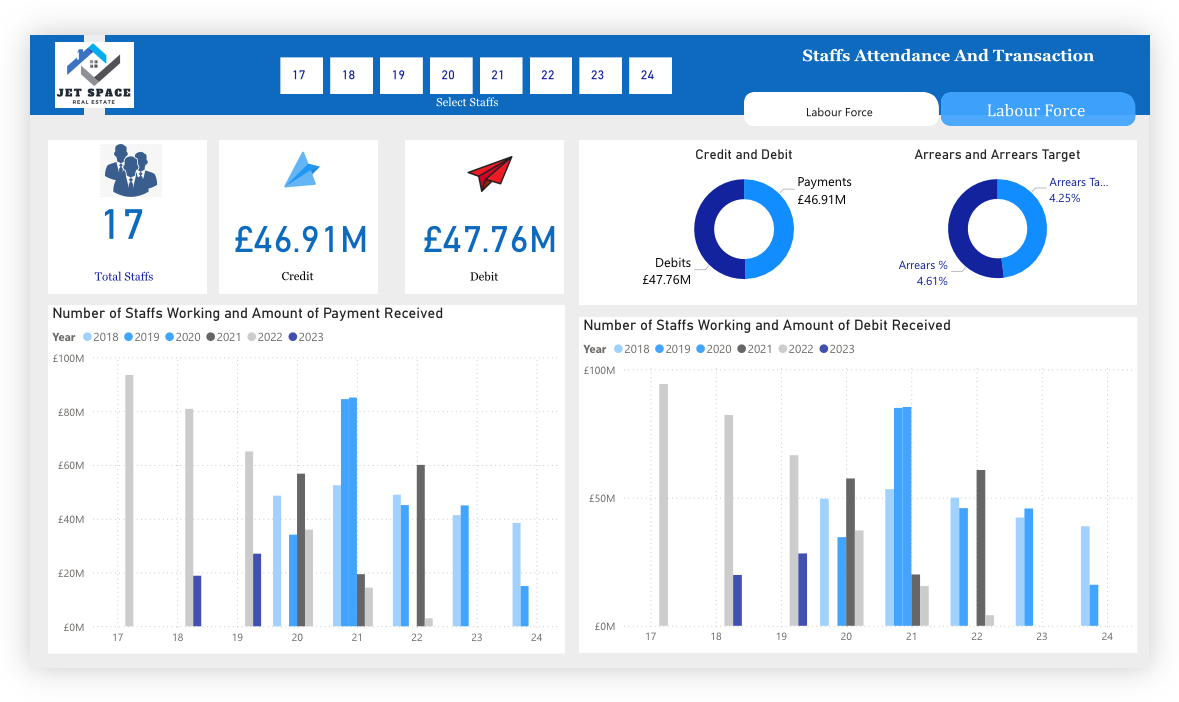 JET SPACE
REAL ESTATE
17 18 19 20 21 22 23 24
Select Staffs
Staffs Attendance And Transaction
Labour Force
Labour Force
17
Total Staffs
£46.91M
Credit
£47.76M
Debit
Credit and Debit
Payments
£46.91M
Debits
£47.76M
Arrears and Arrears Target
Arrears Ta...
4.25%
Arrears %
4.61%
Number of Staffs Working and Amount of Payment Received
Year 2018 2019 2020 2021 2022 2023
£100M
£80M
£60M
£40M
£20M
£0M
17 18 19 20 21 22 23 24
Number of Staffs Working and Amount of Debit Received
Year 2018 2019 2020 2021 2022 2023
£100M
£50M
£0M
17 18 19 20 21 22 23 24